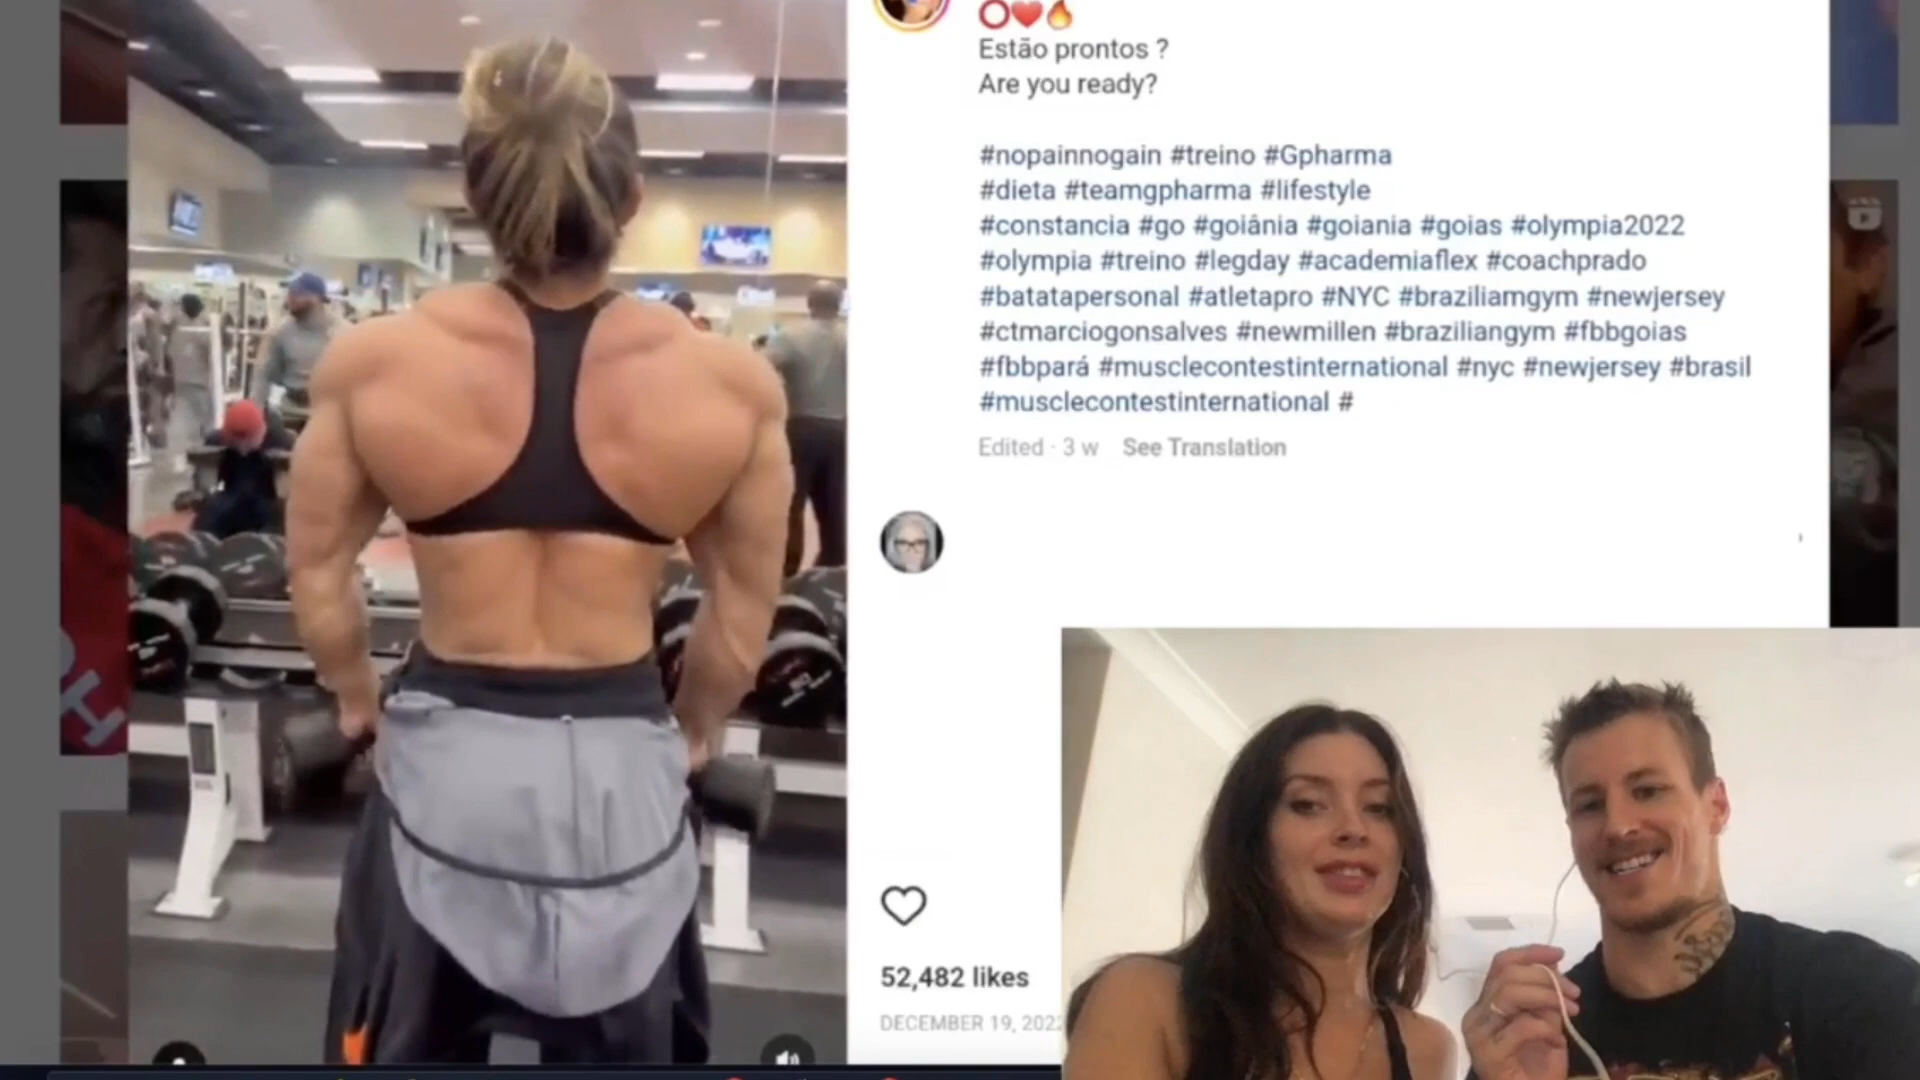 Estão prontos ?
Are you ready?
#nopainnogain #treino #Gpharma
#dieta #teamgpharma #lifestyle
#constancia #go #goiânia #goiania #goias #olympia2022
#olympia #treino #legday #academiaflex #coachprado
#batatapersonal #atletapro #NYC #braziliamgym #newjersey
#ctmarciogonsalves #newmillen #braziliangym #fbbgoias
#fbbpará #musclecontestinternational #nyc #newjersey #brasil
#musclecontestinternational #
Edited · 3 w See Translation
52,482 likes
DECEMBER 19, 2022